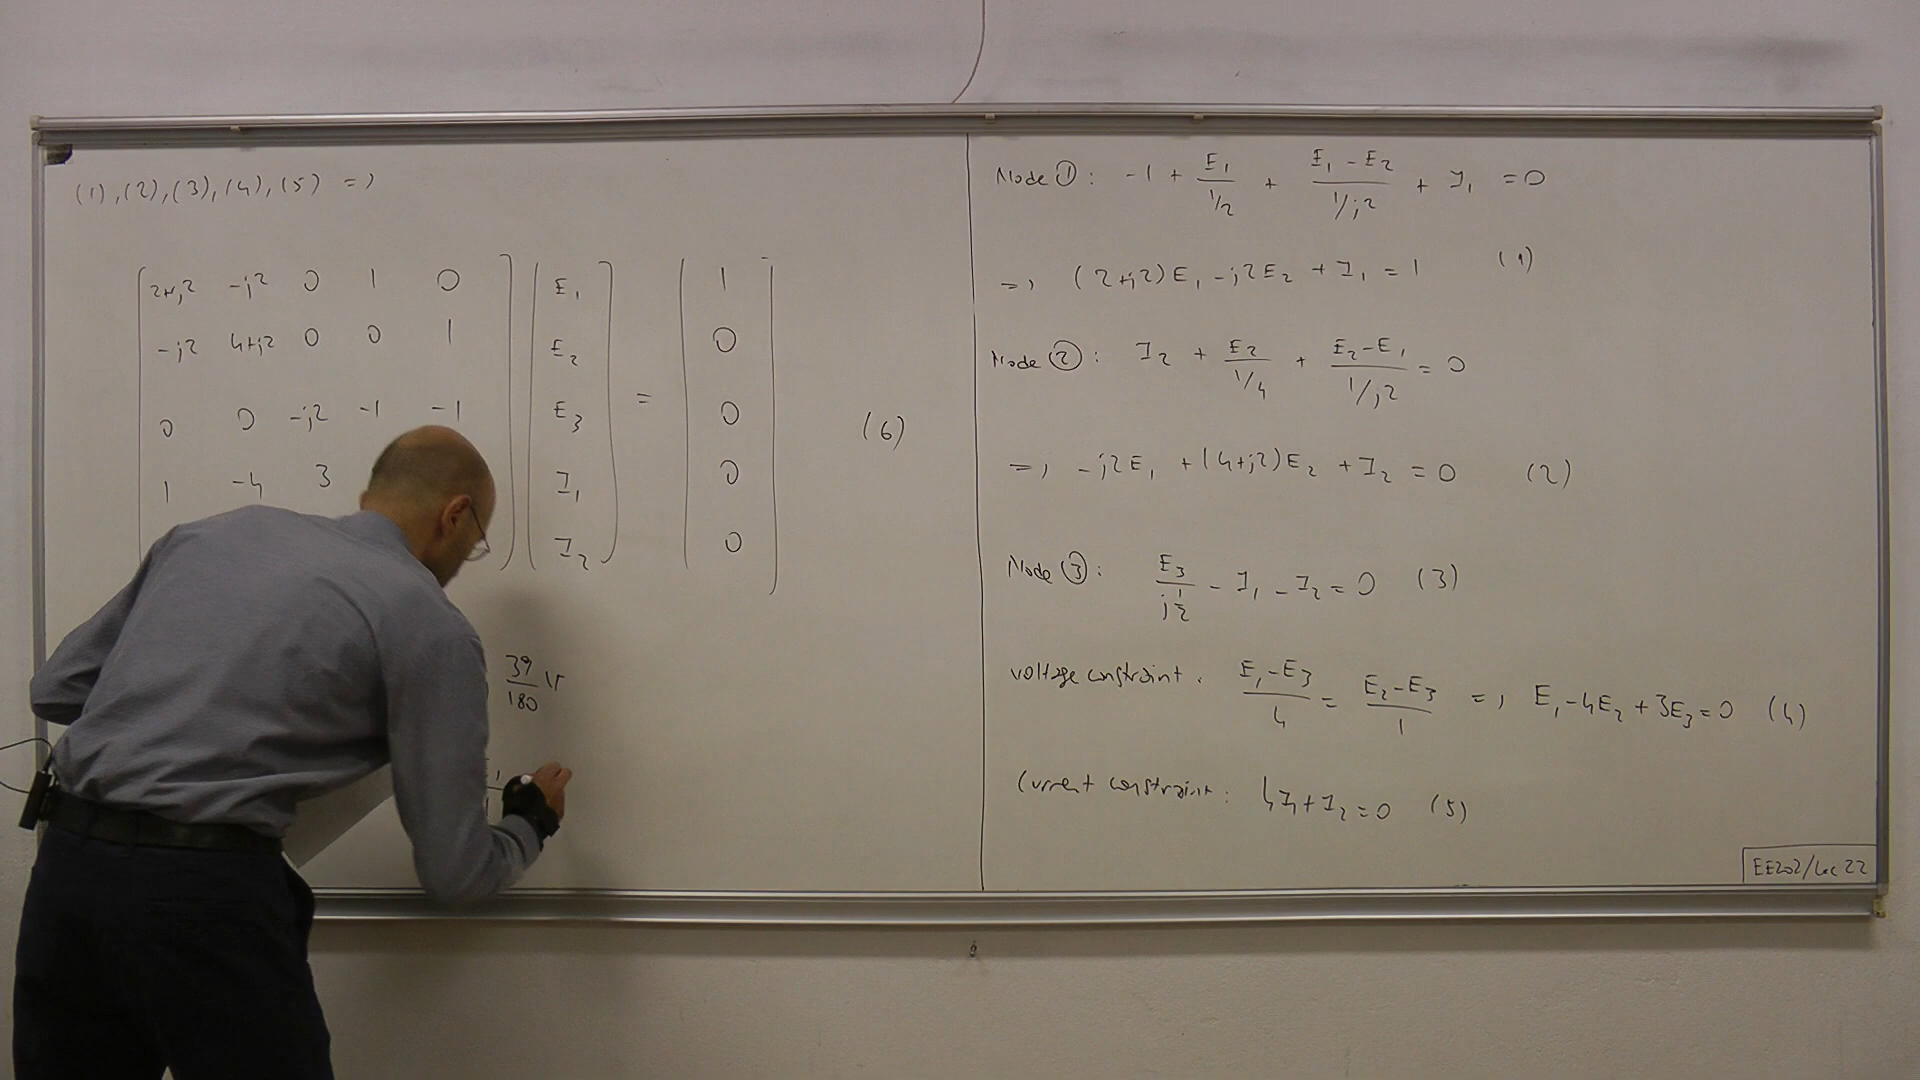 (1),(2),(3),(4),(5) =>
2+j2 -j2 0 1 0
-j2 4+j2 0 0 1
0 0 -j2 -1 -1
1 -4 3
E1
E2
E3
I1
I2
=
1
0
0
0
0
(6)
39/180 V
Node ①: -1 + E1/(1/2) + (E1 - E2)/(1/j2) + I1 = 0
=> (2+j2)E1 - j2E2 + I1 = 1 (1)
Node ②: I2 + E2/(1/4) + (E2-E1)/(1/j2) = 0
=> -j2E1 + (4+j2)E2 + I2 = 0 (2)
Node ③: E3/(j1/2) - I1 - I2 = 0 (3)
voltage constraint: (E1-E3)/4 = (E2-E3)/1 => E1-4E2+3E3=0 (4)
Current constraint: 4I1+I2=0 (5)
EE202/Lec 22